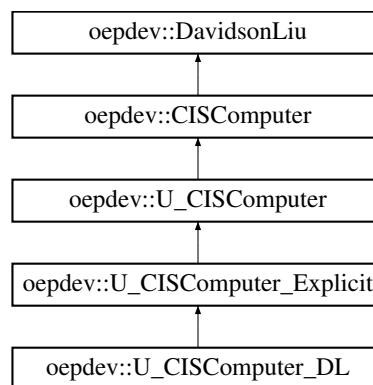 oepdev::DavidsonLiu
oepdev::CISComputer
oepdev::U_CISComputer
oepdev::U_CISComputer_Explicit
oepdev::U_CISComputer_DL